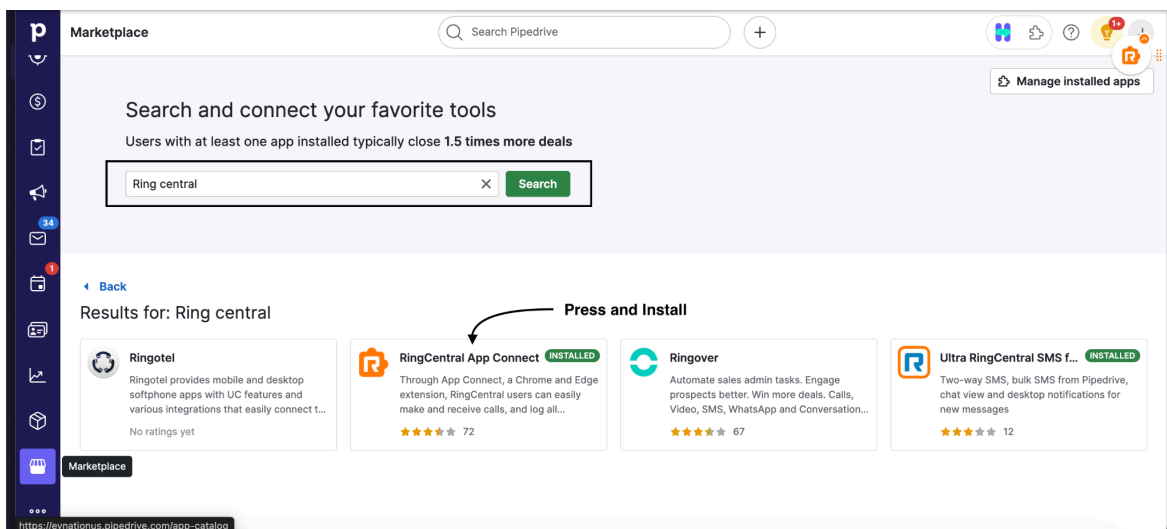 p
Marketplace
Search Pipedrive
1+
Manage installed apps
Search and connect your favorite tools
Users with at least one app installed typically close 1.5 times more deals
Ring central
Search
34
1
Back
Results for: Ring central
Press and Install
Ringotel
Ringotel provides mobile and desktop
softphone apps with UC features and
various integrations that easily connect t...
No ratings yet
RingCentral App Connect INSTALLED
Through App Connect, a Chrome and Edge
extension, RingCentral users can easily
make and receive calls, and log all...
72
Ringover
Automate sales admin tasks. Engage
prospects better. Win more deals. Calls,
Video, SMS, WhatsApp and Conversation...
67
Ultra RingCentral SMS f... INSTALLED
Two-way SMS, bulk SMS from Pipedrive,
chat view and desktop notifications for
new messages
12
Marketplace
https://evnationus.pipedrive.com/app-catalog